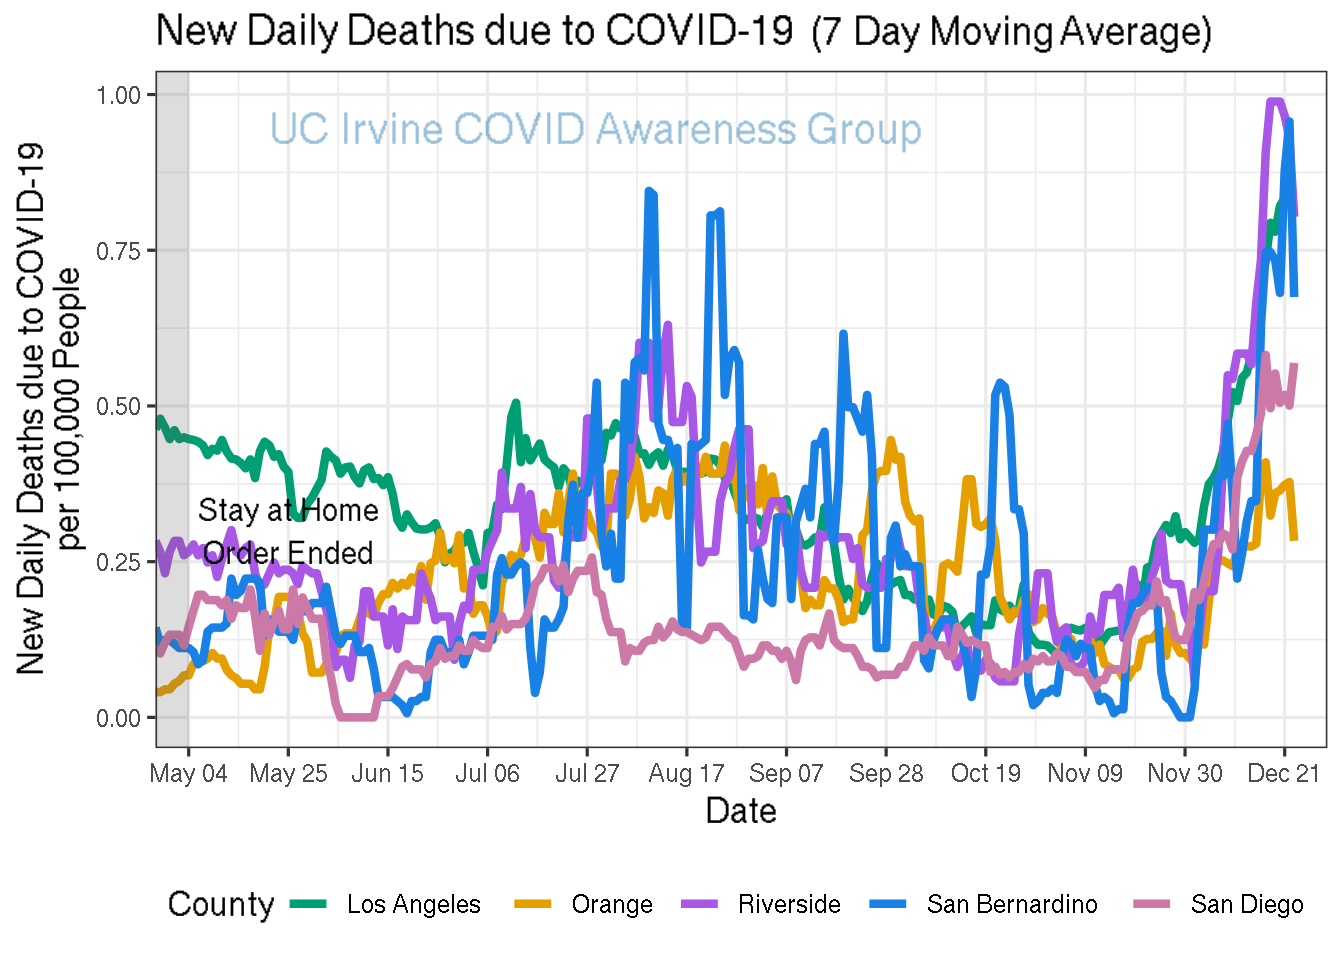 New Daily Deaths due to COVID-19 (7 Day Moving Average)
UC Irvine COVID Awareness Group
New Daily Deaths due to COVID-19
per 100,000 People
1.00
0.75
0.50
0.25
0.00
Stay at Home
Order Ended
May 04 May 25 Jun 15 Jul 06 Jul 27 Aug 17 Sep 07 Sep 28 Oct 19 Nov 09 Nov 30 Dec 21
Date
County Los Angeles Orange Riverside San Bernardino San Diego